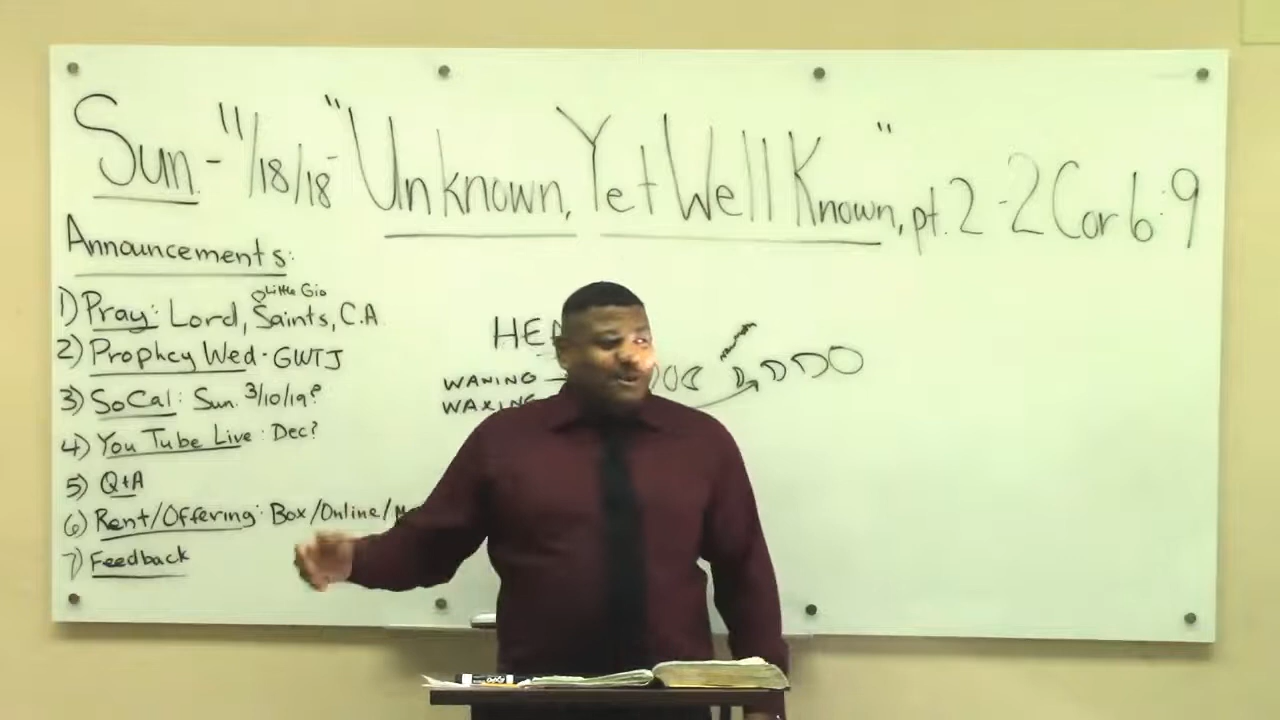 Sun. - 11/18/18 - "Unknown, Yet Well Known", pt. 2 - 2 Cor 6:9
Announcements:
Little Gio
1) Pray: Lord, Saints, C.A
2) Prophcy Wed - GWTJ
3) SoCal: Sun. 3/10/19?
4) You Tube Live: Dec?
5) Q+A
6) Rent/Offering: Box/Online/
7) Feedback
WANING
WAXING